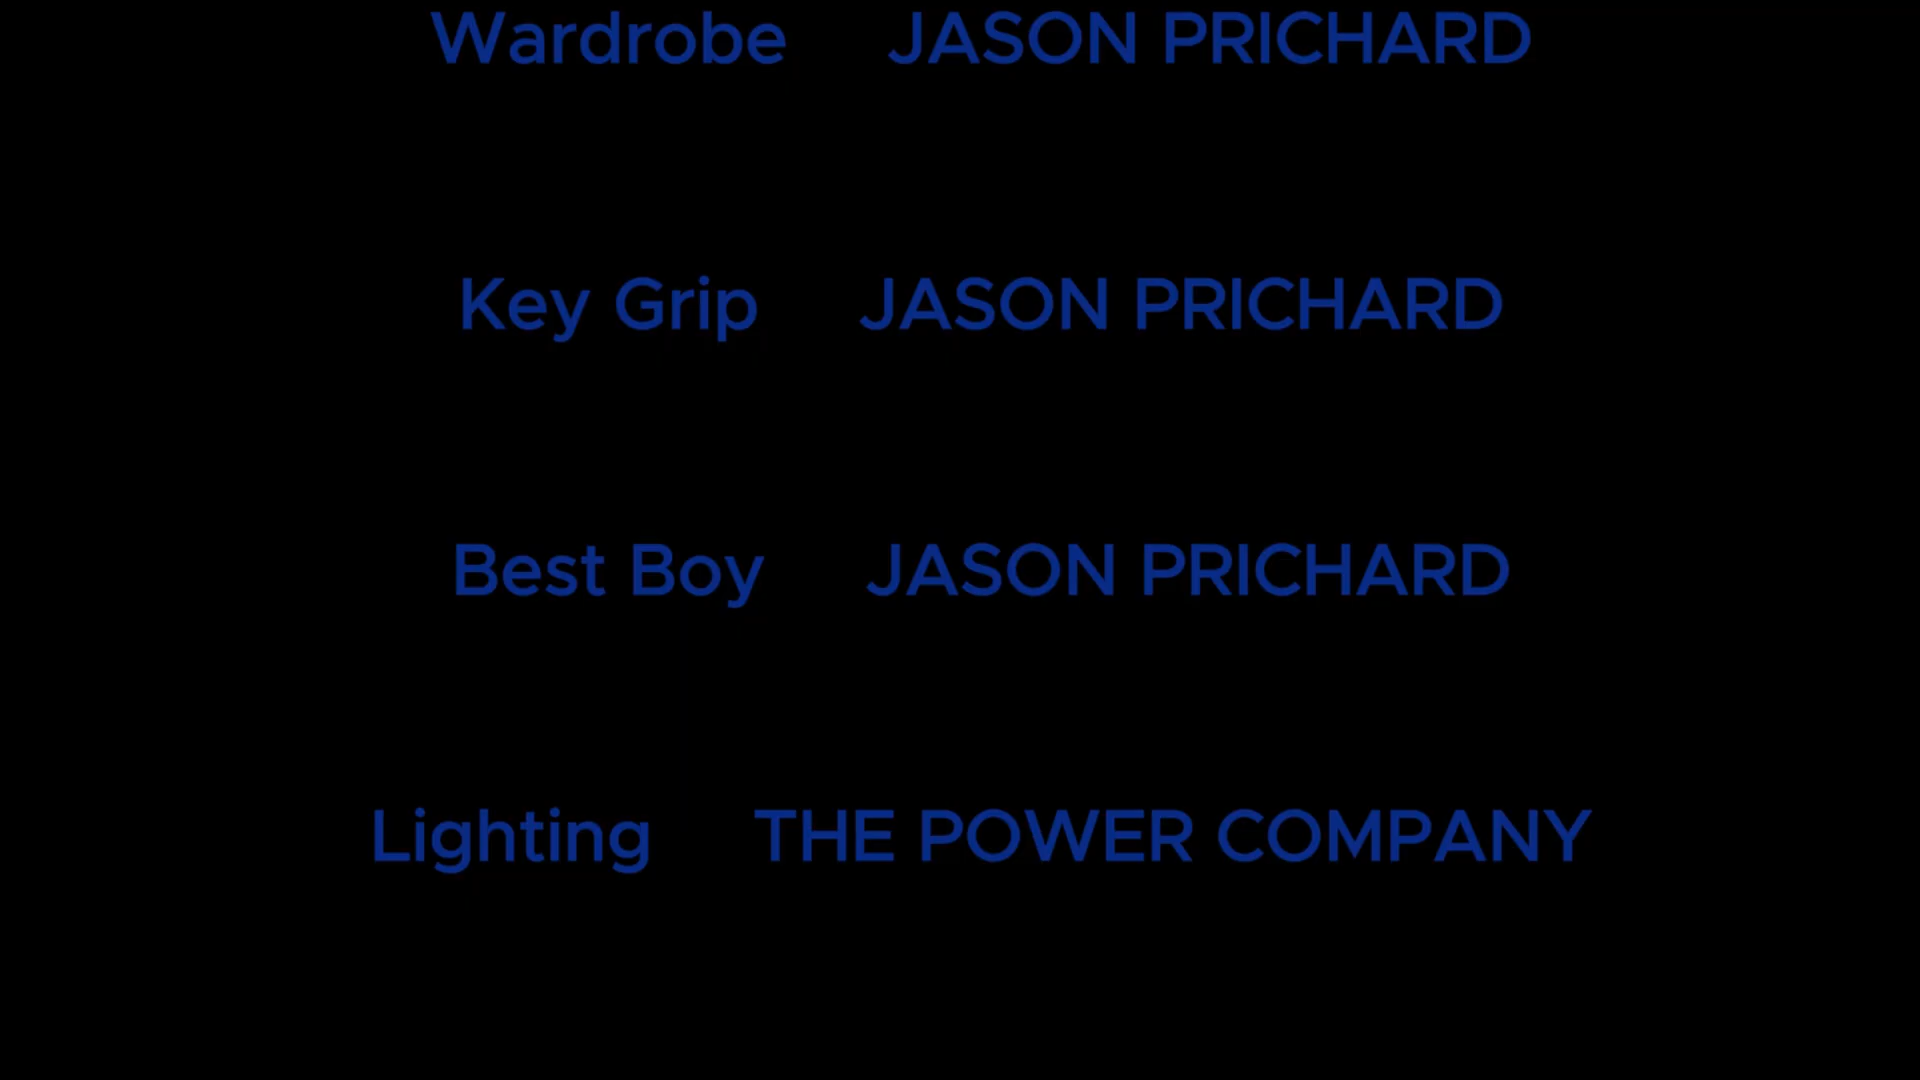 Wardrobe JASON PRICHARD
Key Grip JASON PRICHARD
Best Boy JASON PRICHARD
Lighting THE POWER COMPANY